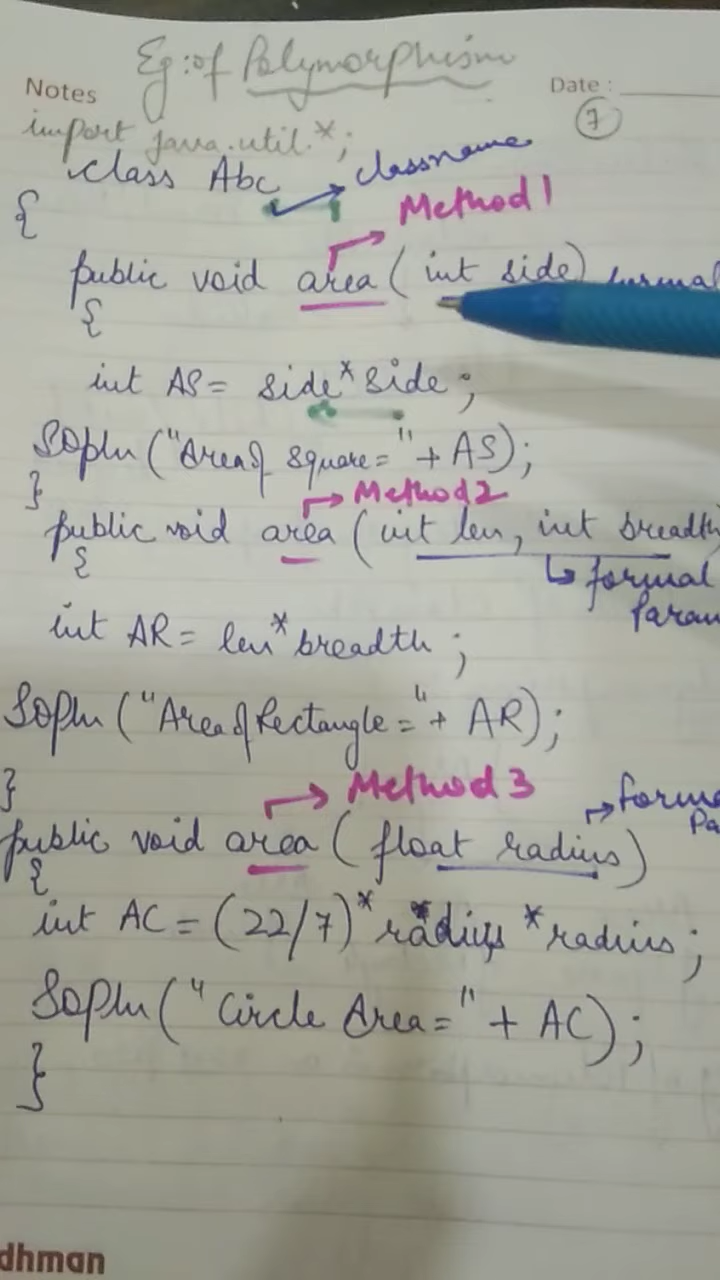 Eg: of Polymorphism
Notes
Date :
7
import java.util.*;
class Abc
classname
{
Method 1
public void area ( int side)
{
int AS = side*side;
SOPln ("Area of square = " + AS);
}
Method 2
public void area ( int len, int breadth
{
formal
int AR = len* breadth ;
SOPln ("Area of Rectangle = "+ AR);
}
Method 3
public void area ( float radius)
{
int AC = (22/7)* radius *radius;
SOPln (" Circle Area = " + AC);
}
dhman